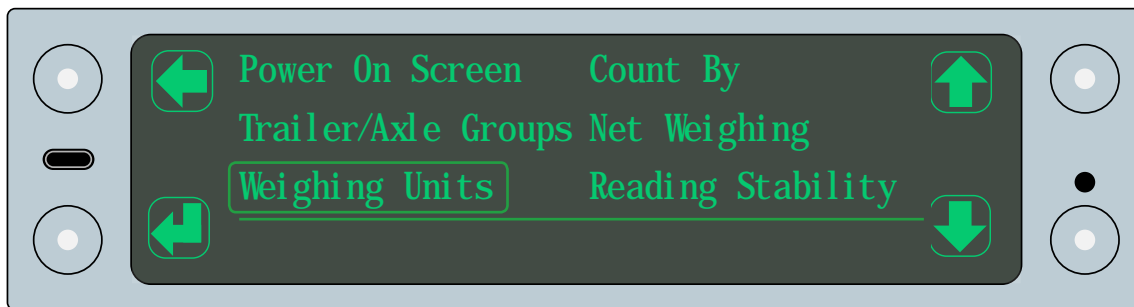 Power On Screen Count By
Trailer/Axle Groups Net Weighing
Weighing Units Reading Stability